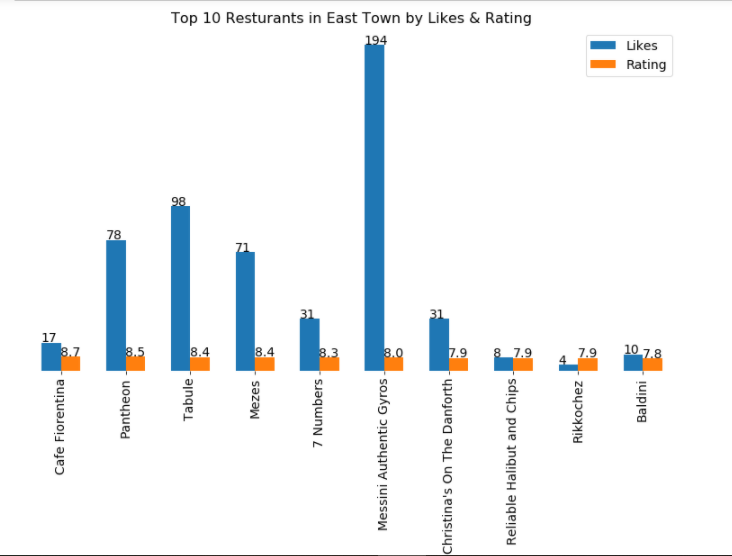 Top 10 Resturants in East Town by Likes & Rating
Likes
Rating
194
98
78
71
31
31
17
8.7
8.5
8.4
8.4
8.3
8.0
7.9
8
7.9
4
7.9
10
7.8
Cafe Fiorentina
Pantheon
Tabule
Mezes
7 Numbers
Messini Authentic Gyros
Christina's On The Danforth
Reliable Halibut and Chips
Rikkochez
Baldini